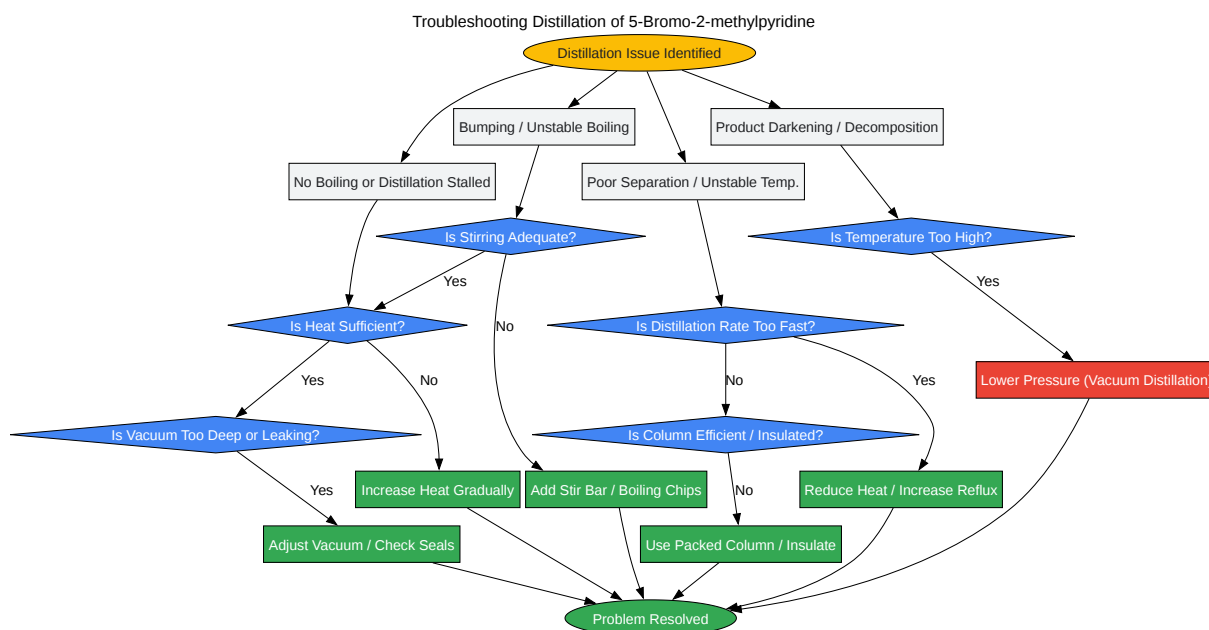 Troubleshooting Distillation of 5-Bromo-2-methylpyridine
Distillation Issue Identified
Bumping / Unstable Boiling
Product Darkening / Decomposition
No Boiling or Distillation Stalled
Poor Separation / Unstable Temp.
Is Stirring Adequate?
Is Temperature Too High?
Yes
Yes
Is Heat Sufficient?
No
Is Distillation Rate Too Fast?
Yes
No
No
Yes
Lower Pressure (Vacuum Distillation)
Is Vacuum Too Deep or Leaking?
Is Column Efficient / Insulated?
Yes
Increase Heat Gradually
Add Stir Bar / Boiling Chips
No
Reduce Heat / Increase Reflux
Adjust Vacuum / Check Seals
Use Packed Column / Insulate
Problem Resolved